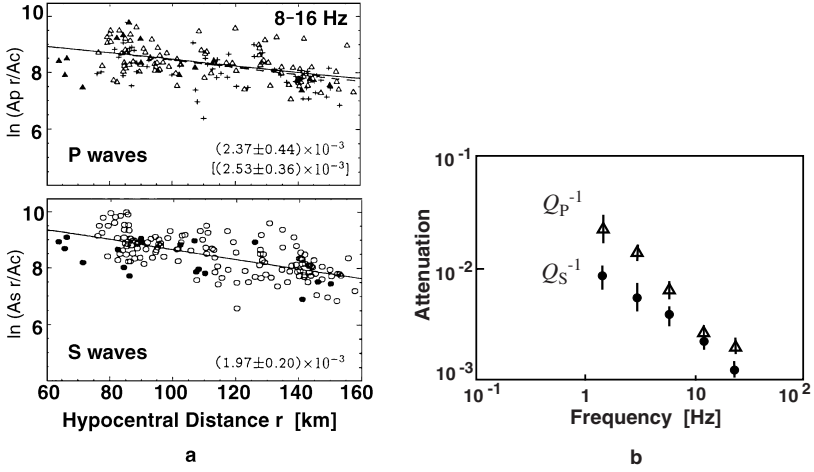 8–16 Hz
10
8
6
ln (Ap r/Ac)
P waves
(2.37±0.44)×10⁻³
[(2.53±0.36)×10⁻³]
10
8
6
ln (As r/Ac)
S waves
(1.97±0.20)×10⁻³
60 80 100 120 140 160
Hypocentral Distance r [km]
a
10⁻¹
10⁻²
10⁻³
Attenuation
Q_P⁻¹
Q_S⁻¹
10⁻¹ 1 10 10²
Frequency [Hz]
b